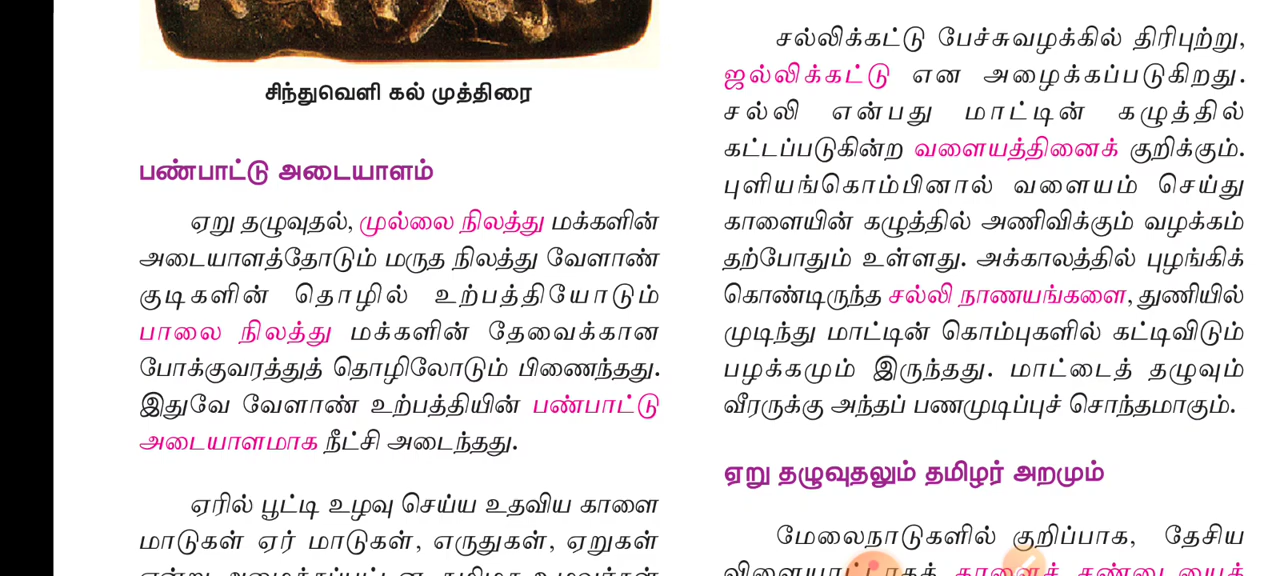 சிந்துவெளி கல் முத்திரை
பண்பாட்டு அடையாளம்
ஏறு தழுவுதல், முல்லை நிலத்து மக்களின்
அடையாளத்தோடும் மருத நிலத்து வேளாண்
குடிகளின் தொழில் உற்பத்தியோடும்
பாலை நிலத்து மக்களின் தேவைக்கான
போக்குவரத்துத் தொழிலோடும் பிணைந்தது.
இதுவே வேளாண் உற்பத்தியின் பண்பாட்டு
அடையாளமாக நீட்சி அடைந்தது.
ஏரில் பூட்டி உழவு செய்ய உதவிய காளை
மாடுகள் ஏர் மாடுகள், எருதுகள், ஏறுகள்
சல்லிக்கட்டு பேச்சுவழக்கில் திரிபுற்று,
ஜல்லிக்கட்டு என அழைக்கப்படுகிறது.
சல்லி என்பது மாட்டின் கழுத்தில்
கட்டப்படுகின்ற வளையத்தினைக் குறிக்கும்.
புளியங்கொம்பினால் வளையம் செய்து
காளையின் கழுத்தில் அணிவிக்கும் வழக்கம்
தற்போதும் உள்ளது. அக்காலத்தில் புழங்கிக்
கொண்டிருந்த சல்லி நாணயங்களை, துணியில்
முடிந்து மாட்டின் கொம்புகளில் கட்டிவிடும்
பழக்கமும் இருந்தது. மாட்டைத் தழுவும்
வீரருக்கு அந்தப் பணமுடிப்புச் சொந்தமாகும்.
ஏறு தழுவுதலும் தமிழர் அறமும்
மேலைநாடுகளில் குறிப்பாக, தேசிய